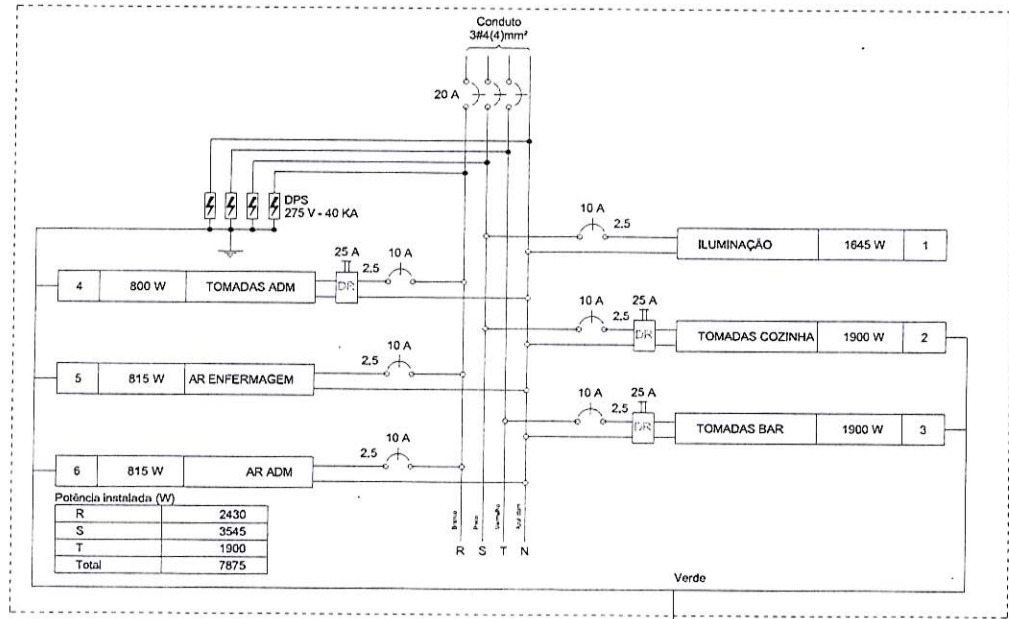 Conduto
3#4(4)mm²
20 A
DPS
275 V - 40 KA
10 A
2.5
ILUMINAÇÃO 1645 W 1
25 A
10 A
2.5
4 800 W TOMADAS ADM DR
10 A 25 A
2.5
DR TOMADAS COZINHA 1900 W 2
10 A
2.5
5 815 W AR ENFERMAGEM
10 A 25 A
2.5
DR TOMADAS BAR 1900 W 3
10 A
2.5
6 815 W AR ADM
Potência instalada (W)
R 2430
S 3545
T 1900
Total 7875
Branco
Preto
Vermelho
R S T N
Verde